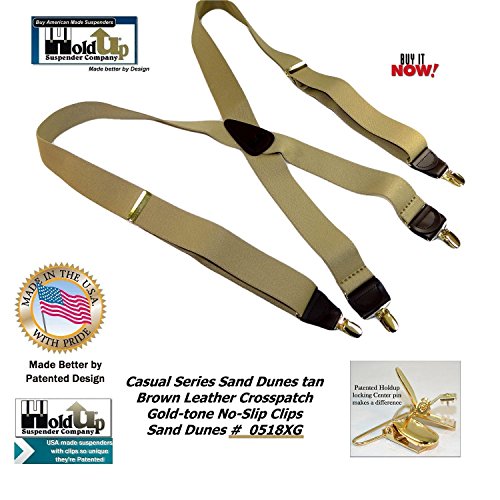 Buy American Made Suspenders
HoldUp
Suspender Company™
Made better by Design
BUY IT
NOW!
MADE IN THE U.S.A.
WITH PRIDE
Made Better by
Patented Design
HoldUp
Suspender Company
USA made suspenders
with clips so unique
they're Patented!
Casual Series Sand Dunes tan
Brown Leather Crosspatch
Gold-tone No-Slip Clips
Sand Dunes # 0518XG
Patented Holdup
locking Center pin
makes a difference